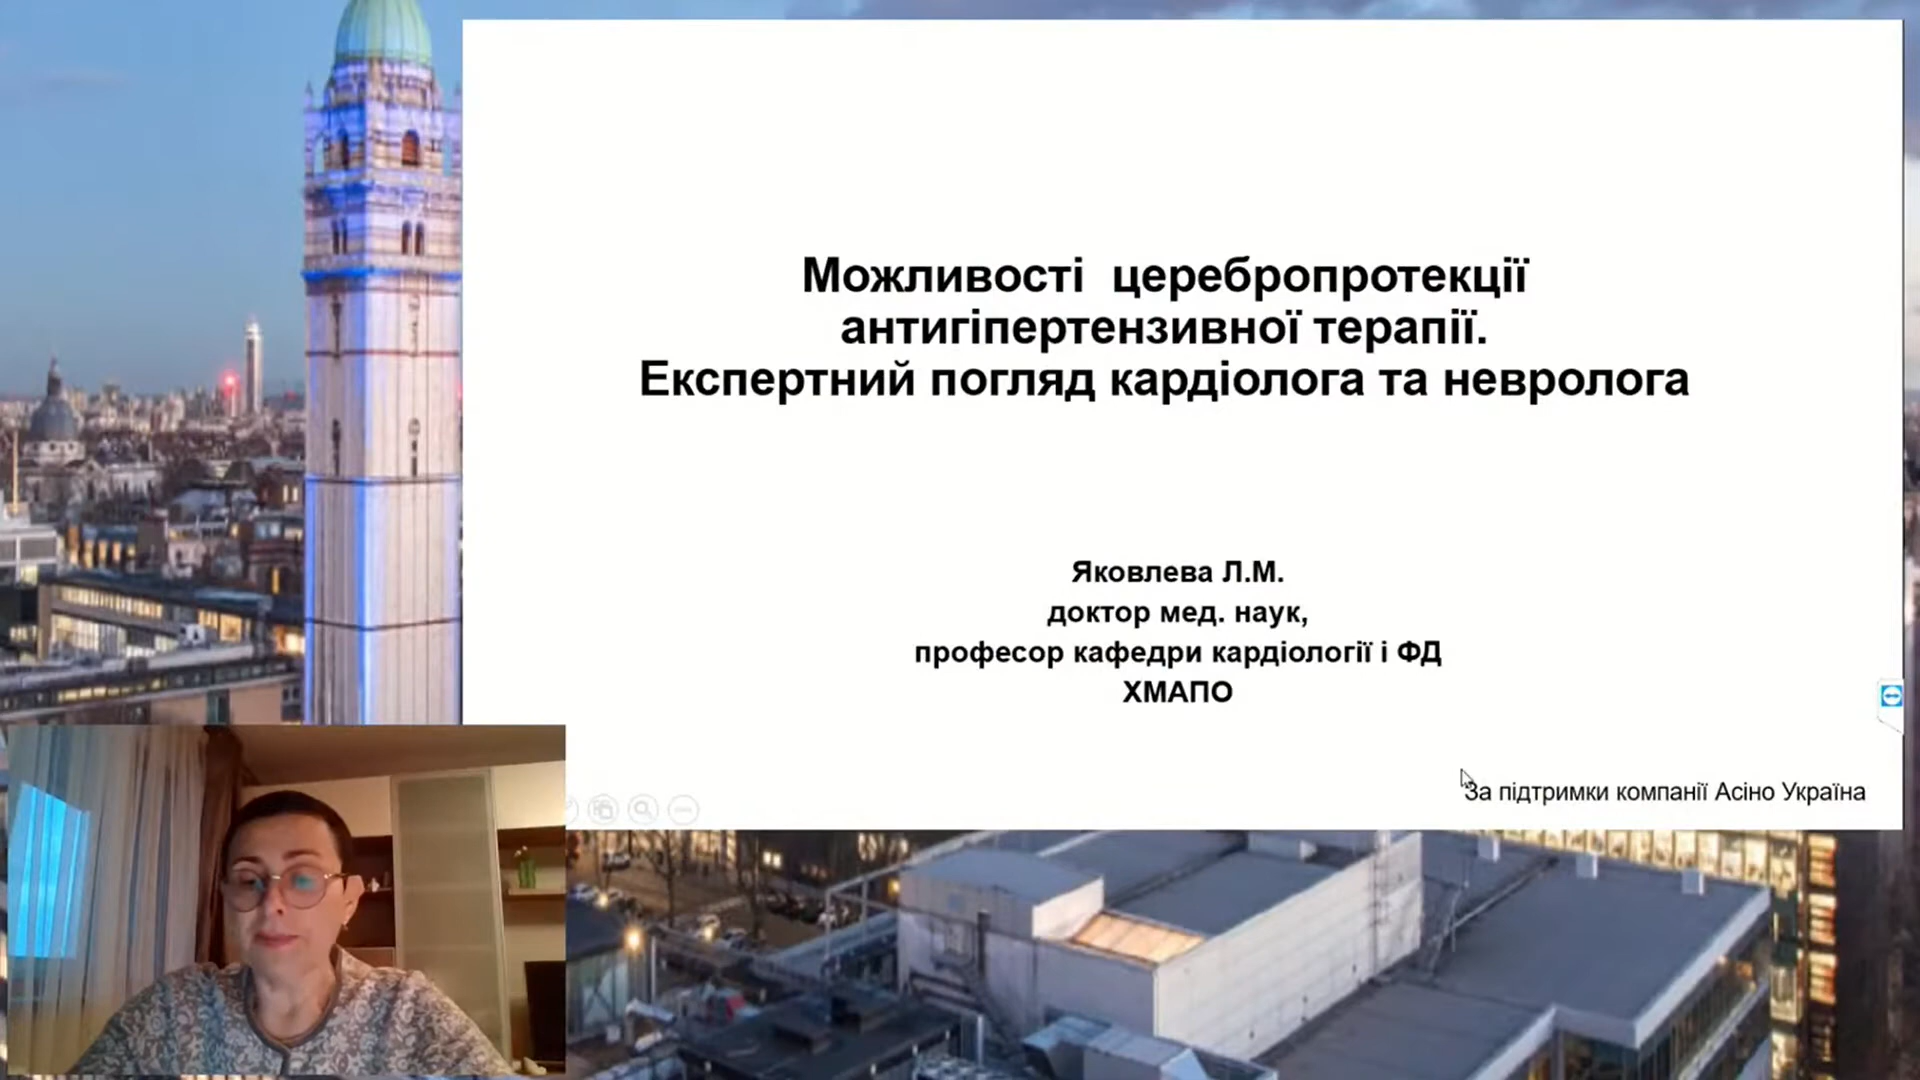 Можливості церебропротекції
антигіпертензивної терапії.
Експертний погляд кардіолога та невролога
Яковлева Л.М.
доктор мед. наук,
професор кафедри кардіології і ФД
ХМАПО
За підтримки компанії Асіно Україна